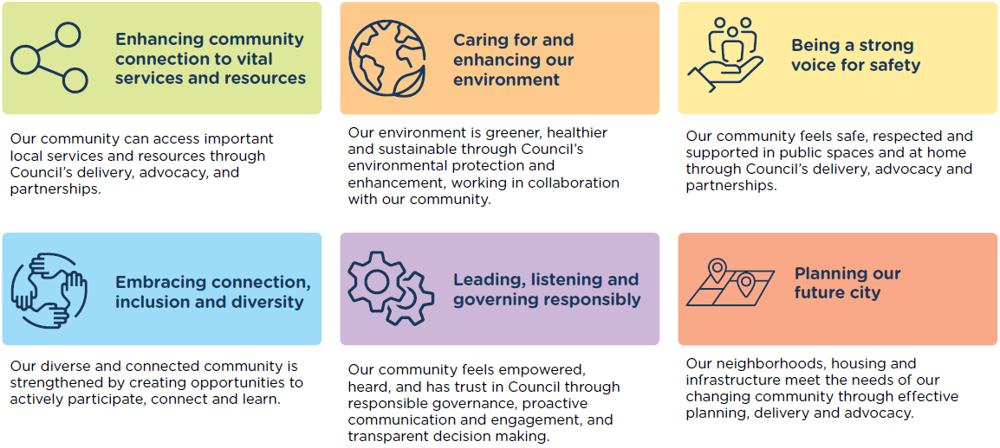 Enhancing community
connection to vital
services and resources
Our community can access important
local services and resources through
Council's delivery, advocacy, and
partnerships.
Caring for and
enhancing our
environment
Our environment is greener, healthier
and sustainable through Council's
environmental protection and
enhancement, working in collaboration
with our community.
Being a strong
voice for safety
Our community feels safe, respected and
supported in public spaces and at home
through Council's delivery, advocacy and
partnerships.
Embracing connection,
inclusion and diversity
Our diverse and connected community is
strengthened by creating opportunities to
actively participate, connect and learn.
Leading, listening and
governing responsibly
Our community feels empowered,
heard, and has trust in Council through
responsible governance, proactive
communication and engagement, and
transparent decision making.
Planning our
future city
Our neighborhoods, housing and
infrastructure meet the needs of our
changing community through effective
planning, delivery and advocacy.